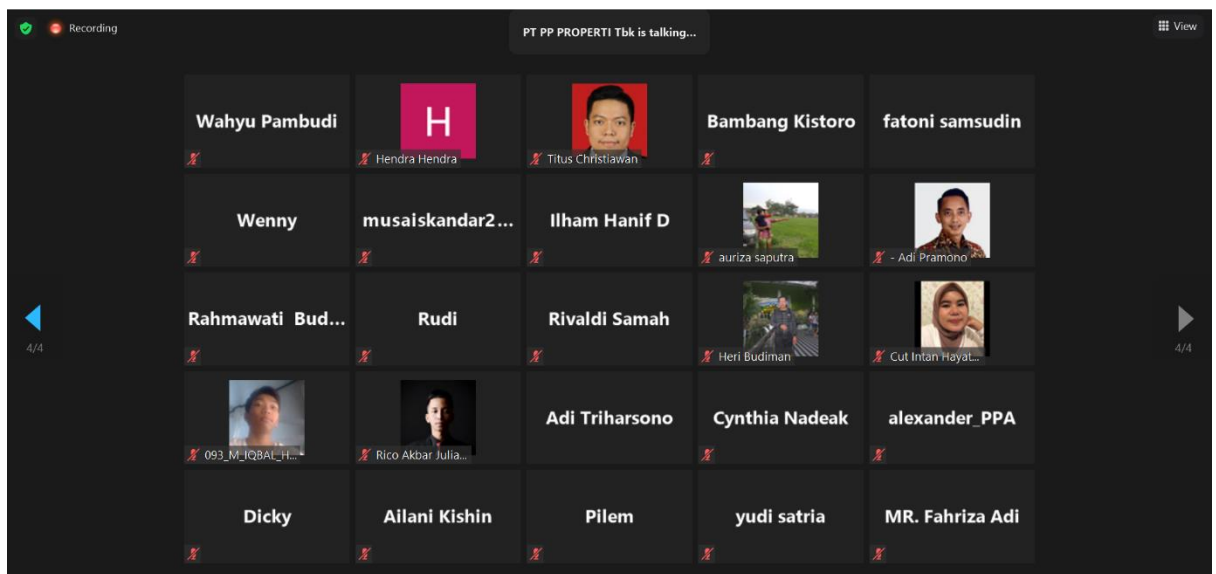 Recording
PT PP PROPERTI Tbk is talking...
View
Wahyu Pambudi
H
Hendra Hendra
Titus Christiawan
Bambang Kistoro
fatoni samsudin
Wenny
musaiskandar2...
Ilham Hanif D
auriza saputra
- Adi Pramono
Rahmawati Bud...
Rudi
Rivaldi Samah
Heri Budiman
Cut Intan Hayat...
4/4
4/4
093_M_IQBAL_H...
Rico Akbar Julia...
Adi Triharsono
Cynthia Nadeak
alexander_PPA
Dicky
Ailani Kishin
Pilem
yudi satria
MR. Fahriza Adi